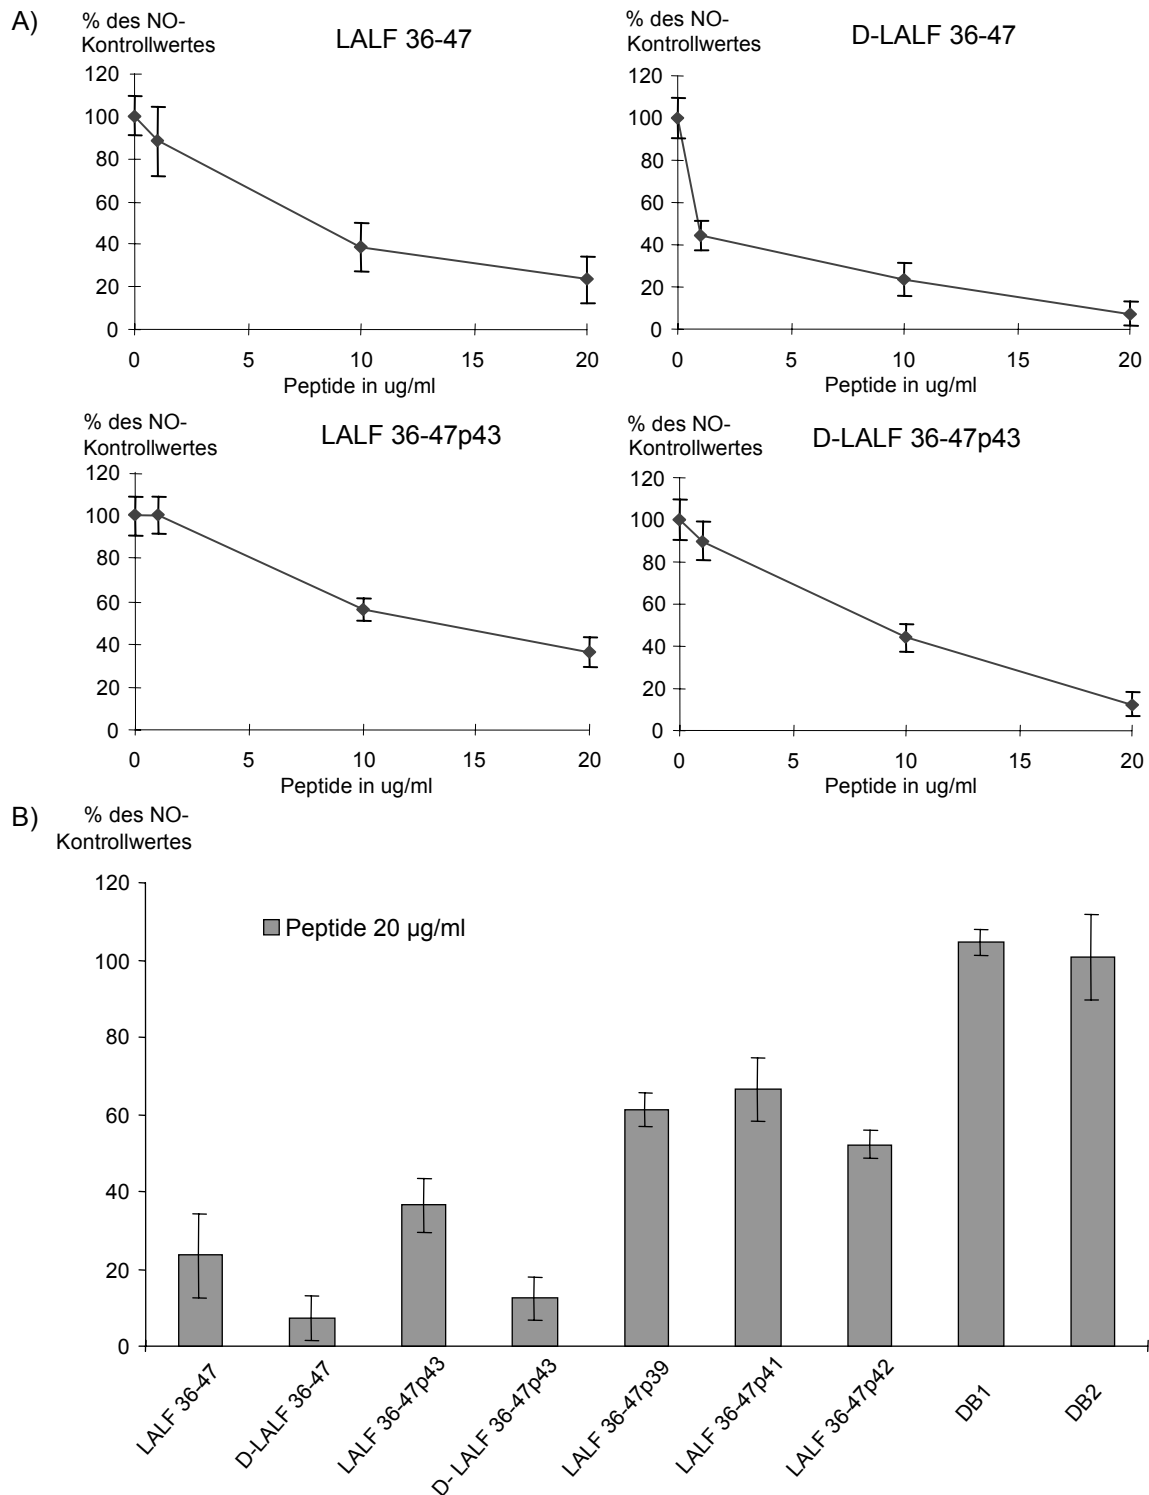 A)
% des NO-
Kontrollwertes
LALF 36-47
120
100
80
60
40
20
0
0 5 10 15 20
Peptide in ug/ml
% des NO-
Kontrollwertes
D-LALF 36-47
120
100
80
60
40
20
0
0 5 10 15 20
Peptide in ug/ml
% des NO-
Kontrollwertes
LALF 36-47p43
120
100
80
60
40
20
0
0 5 10 15 20
Peptide in ug/ml
% des NO-
Kontrollwertes
D-LALF 36-47p43
120
100
80
60
40
20
0
0 5 10 15 20
Peptide in ug/ml
B)
% des NO-
Kontrollwertes
120
100
80
60
40
20
0
Peptide 20 µg/ml
LALF 36-47
D-LALF 36-47
LALF 36-47p43
D- LALF 36-47p43
LALF 36-47p39
LALF 36-47p41
LALF 36-47p42
DB1
DB2